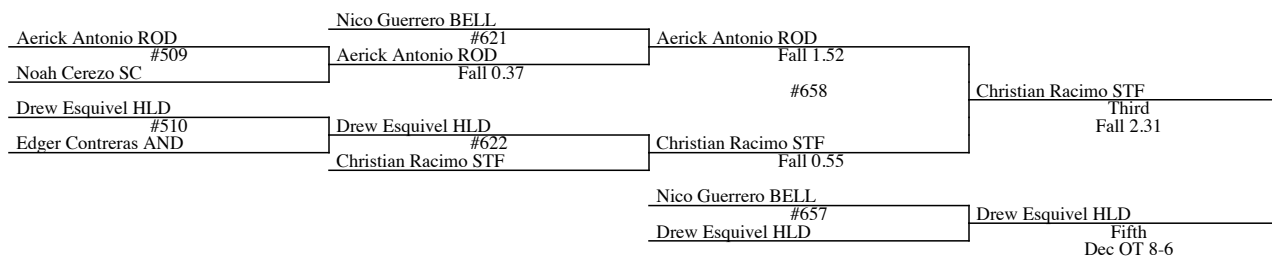 Nico Guerrero BELL
Aerick Antonio ROD
#621
Aerick Antonio ROD
#509
Aerick Antonio ROD
Fall 1.52
Noah Cerezo SC
Fall 0.37
#658
Christian Racimo STF
Drew Esquivel HLD
Third
#510
Drew Esquivel HLD
Fall 2.31
Edger Contreras AND
#622
Christian Racimo STF
Christian Racimo STF
Fall 0.55
Nico Guerrero BELL
#657
Drew Esquivel HLD
Drew Esquivel HLD
Fifth
Dec OT 8-6